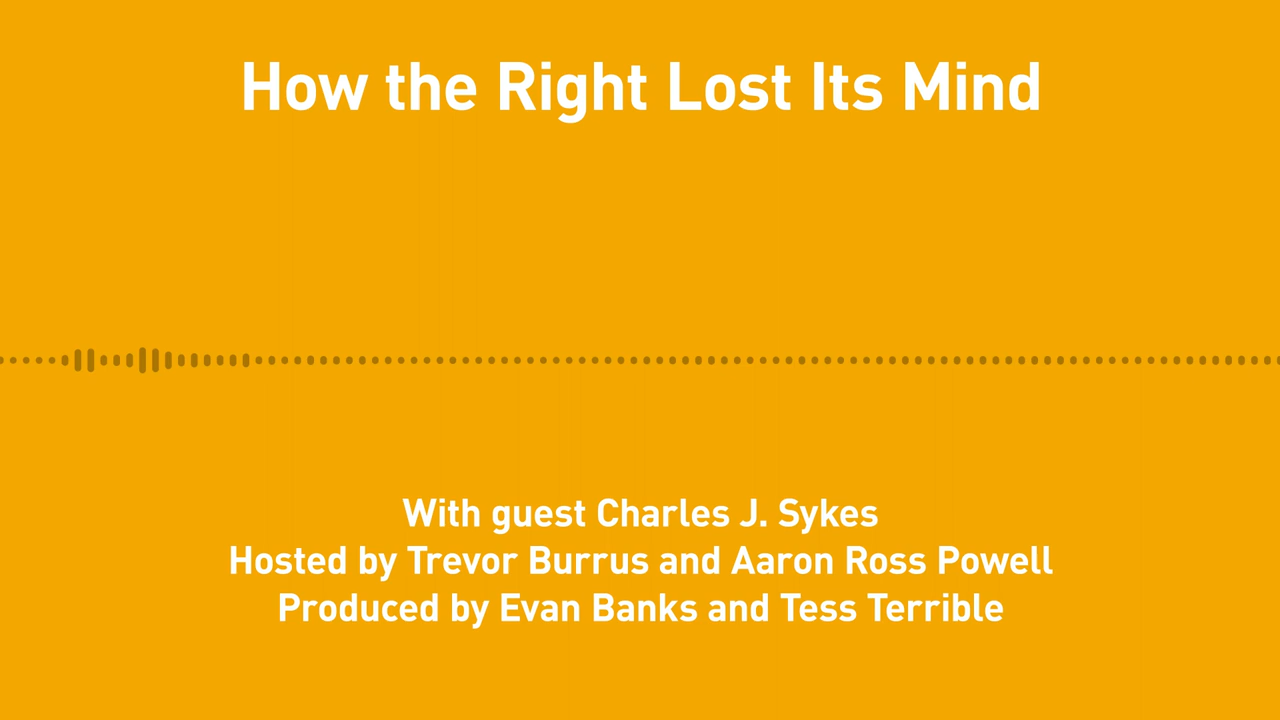 How the Right Lost Its Mind
With guest Charles J. Sykes
Hosted by Trevor Burrus and Aaron Ross Powell
Produced by Evan Banks and Tess Terrible